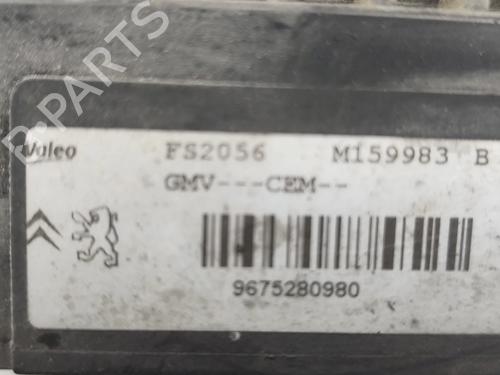 Valeo FS2056 M159983 B
GMV---CEM--
9675280980
B-PARTS